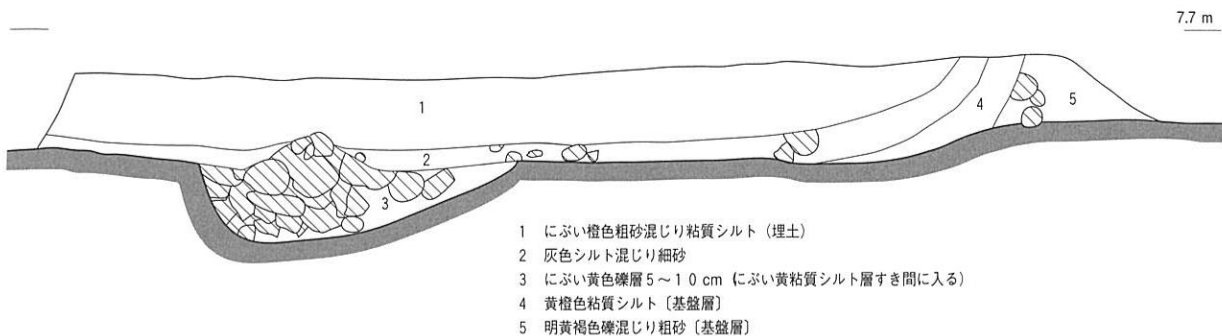 7.7 m
1
4
5
2
3
1 にぶい橙色粗砂混じり粘質シルト（埋土）
2 灰色シルト混じり細砂
3 にぶい黄色礫層５～１０cm にぶい黄粘質シルト層すき間に入る）
4 黄橙色粘質シルト〔基盤層〕
5 明黄褐色礫混じり粗砂〔基盤層〕